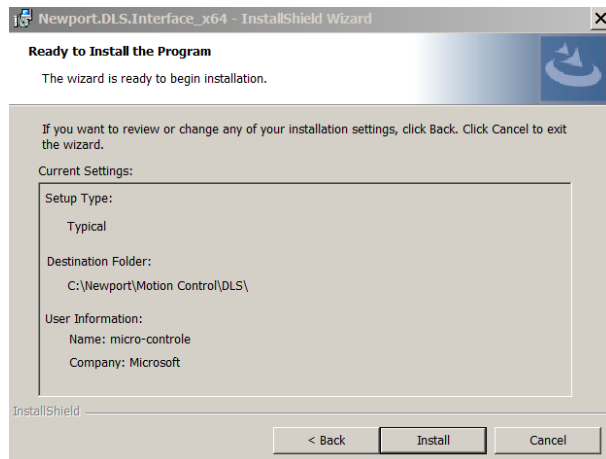 Newport.DLS.Interface_x64 - InstallShield Wizard
Ready to Install the Program
The wizard is ready to begin installation.
If you want to review or change any of your installation settings, click Back. Click Cancel to exit
the wizard.
Current Settings:
Setup Type:
Typical
Destination Folder:
C:\Newport\Motion Control\DLS\
User Information:
Name: micro-controle
Company: Microsoft
InstallShield
< Back
Install
Cancel